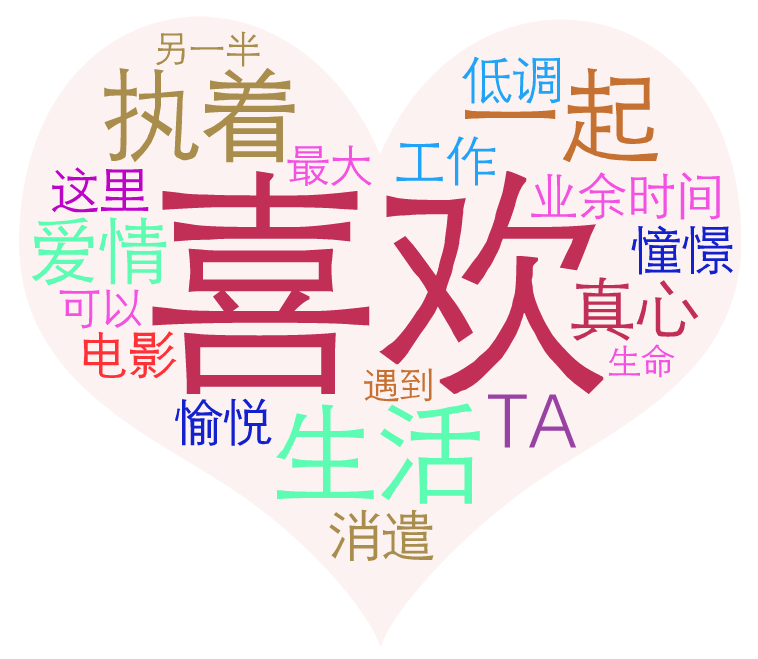 另一半
执着
低调
一起
最大
工作
这里
业余时间
喜欢
爱情
憧憬
可以
真心
电影
生命
遇到
愉悦
TA
生活
消遣